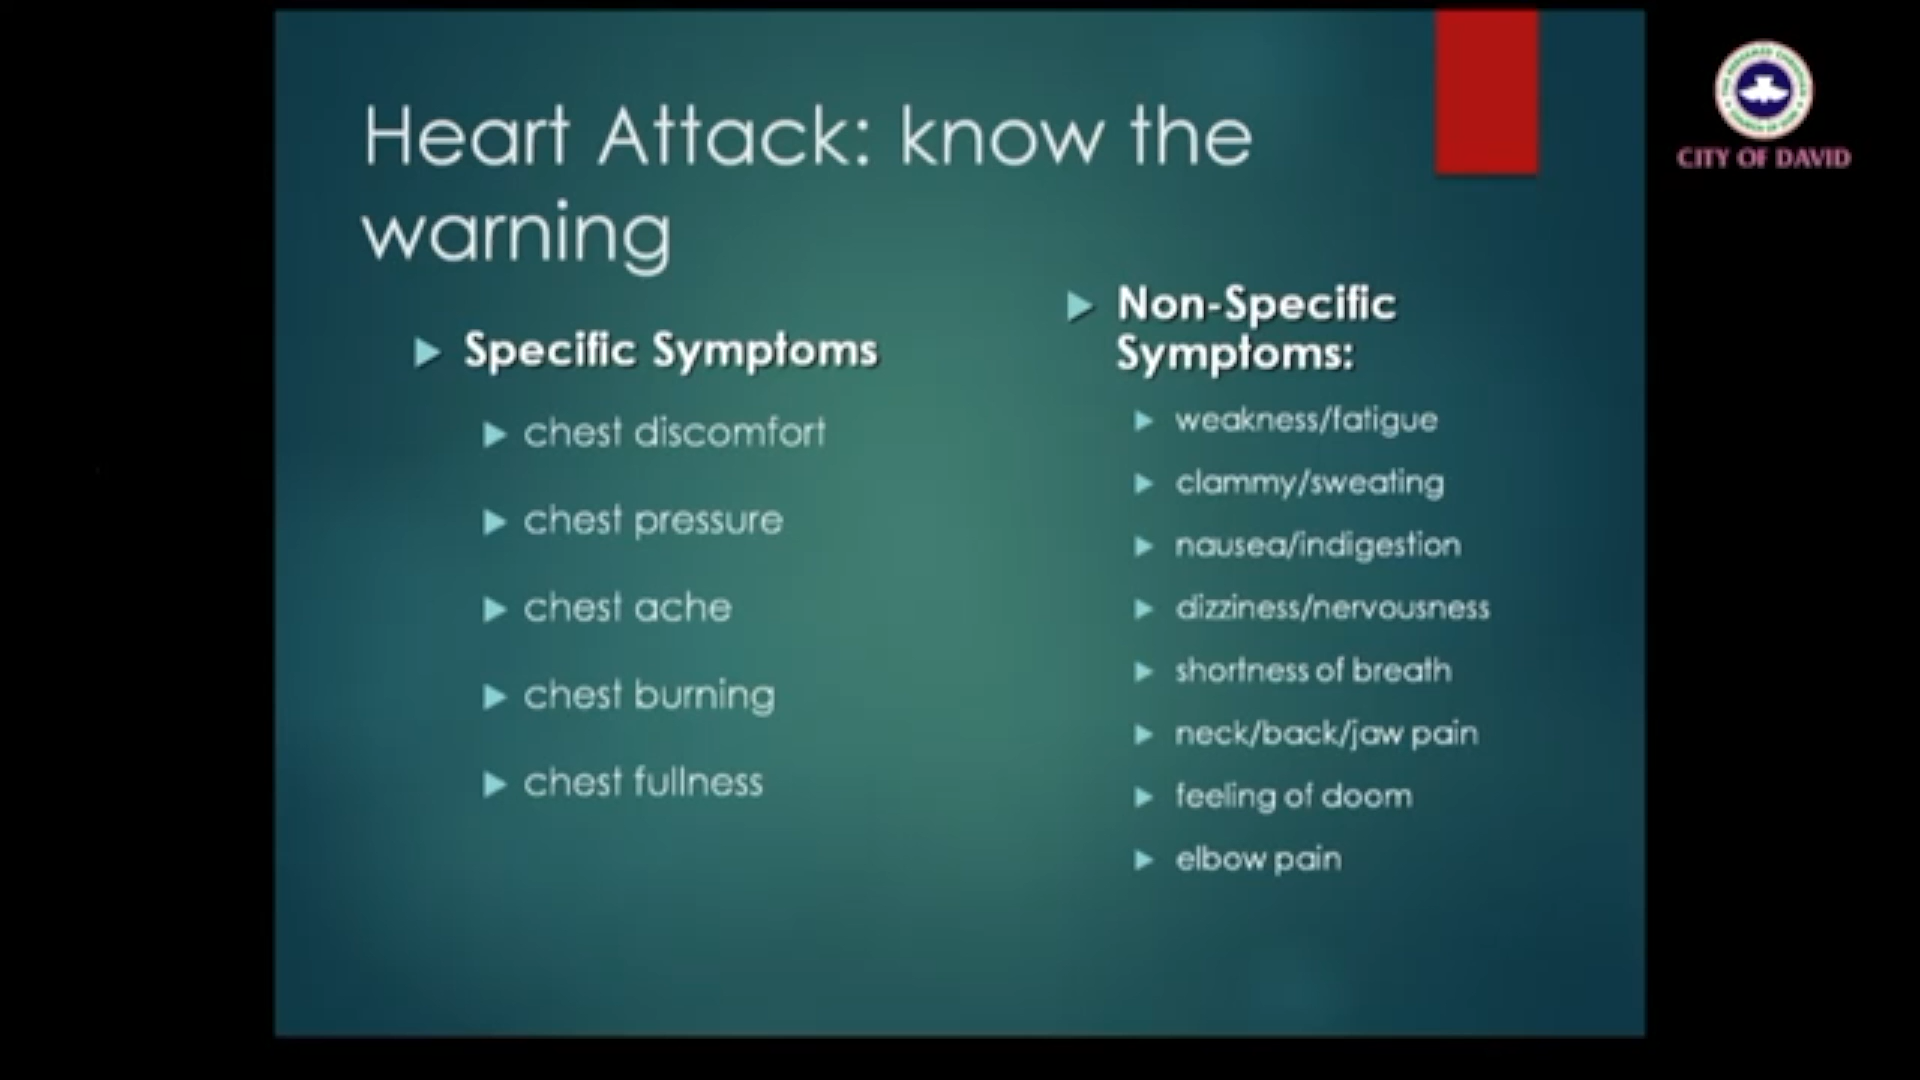 Heart Attack: know the
warning
Specific Symptoms
chest discomfort
chest pressure
chest ache
chest burning
chest fullness
Non-Specific
Symptoms:
weakness/fatigue
clammy/sweating
nausea/indigestion
dizziness/nervousness
shortness of breath
neck/back/jaw pain
feeling of doom
elbow pain
CITY OF DAVID